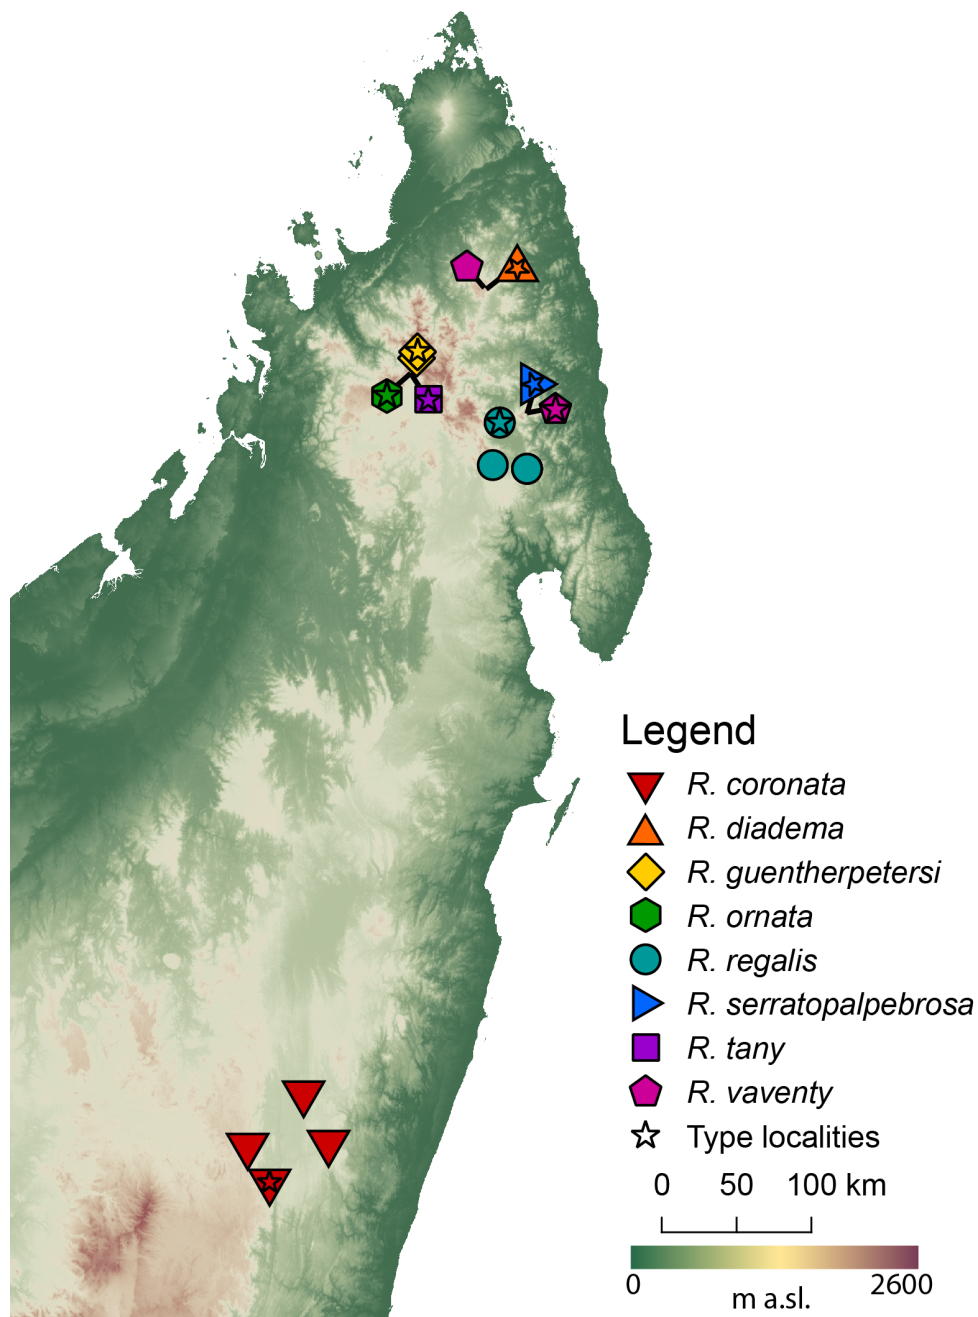 Legend
R. coronata
R. diadema
R. guentherpetersi
R. ornata
R. regalis
R. serratopalpebrosa
R. tany
R. vaventy
Type localities
0 50 100 km
0 2600
m a.sl.